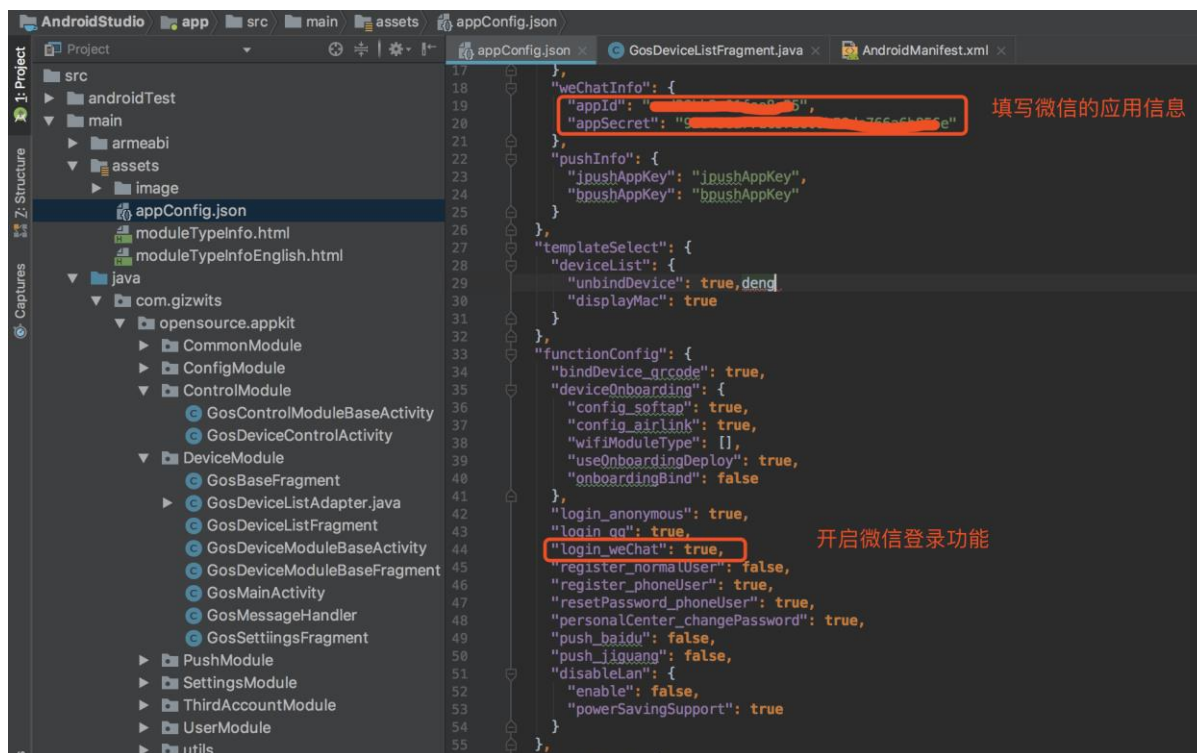 AndroidStudio app src main assets appConfig.json
Project
appConfig.json × GosDeviceListFragment.java × AndroidManifest.xml ×
1: Project
Z: Structure
Captures
src
androidTest
main
armeabi
assets
image
appConfig.json
moduleTypeInfo.html
moduleTypeInfoEnglish.html
java
com.gizwits
opensource.appkit
CommonModule
ConfigModule
ControlModule
GosControlModuleBaseActivity
GosDeviceControlActivity
DeviceModule
GosBaseFragment
GosDeviceListAdapter.java
GosDeviceListFragment
GosDeviceModuleBaseActivity
GosDeviceModuleBaseFragment
GosMainActivity
GosMessageHandler
GosSettiingsFragment
PushModule
SettingsModule
ThirdAccountModule
UserModule
utils
17 },
18 "weChatInfo": {
19 "appId": "
20 "appSecret": "
填写微信的应用信息
21 },
22 "pushInfo": {
23 "jpushAppKey": "jpushAppKey",
24 "bpushAppKey": "bpushAppKey"
25 }
26 },
27 "templateSelect": {
28 "deviceList": {
29 "unbindDevice": true,deng
30 "displayMac": true
31 }
32 },
33 "functionConfig": {
34 "bindDevice_qrcode": true,
35 "deviceOnboarding": {
36 "config_softap": true,
37 "config_airlink": true,
38 "wifiModuleType": [],
39 "useOnboardingDeploy": true,
40 "onboardingBind": false
41 },
42 "login_anonymous": true,
43 "login_qq": true,
44 "login_weChat": true,
开启微信登录功能
45 "register_normalUser": false,
46 "register_phoneUser": true,
47 "resetPassword_phoneUser": true,
48 "personalCenter_changePassword": true,
49 "push_baidu": false,
50 "push_jiguang": false,
51 "disableLan": {
52 "enable": false,
53 "powerSavingSupport": true
54 }
55 },